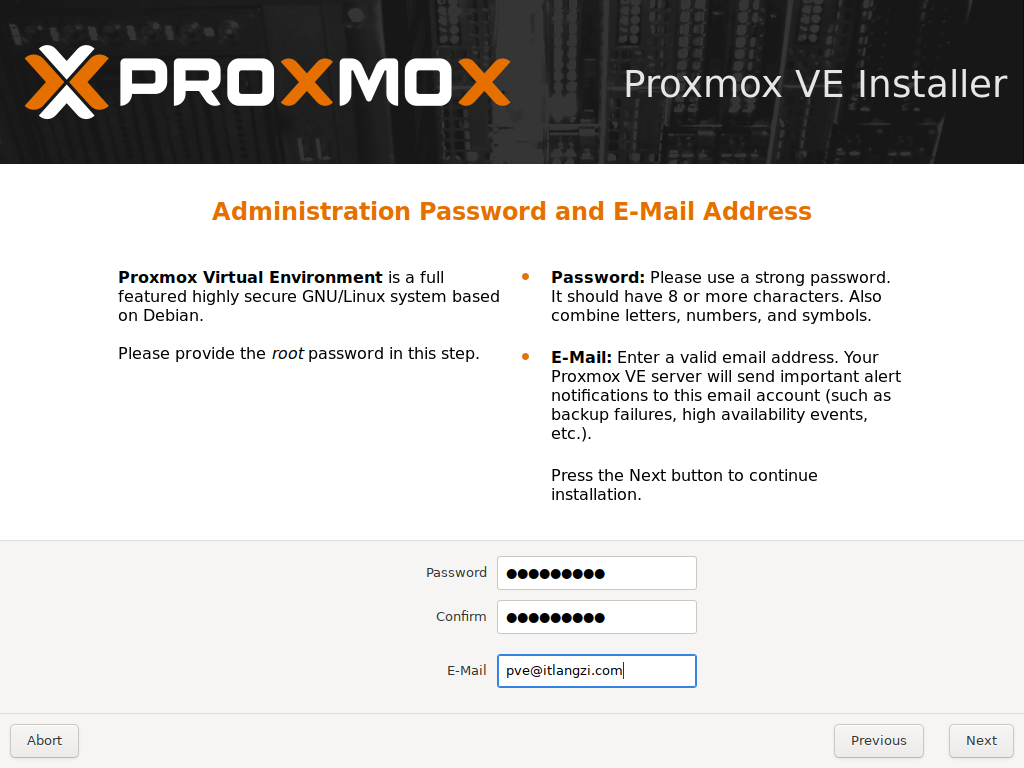 PROXMOX
Proxmox VE Installer
Administration Password and E-Mail Address
Proxmox Virtual Environment is a full
featured highly secure GNU/Linux system based
on Debian.
Please provide the root password in this step.
Password: Please use a strong password.
It should have 8 or more characters. Also
combine letters, numbers, and symbols.
E-Mail: Enter a valid email address. Your
Proxmox VE server will send important alert
notifications to this email account (such as
backup failures, high availability events,
etc.).
Press the Next button to continue
installation.
Password ●●●●●●●●●
Confirm ●●●●●●●●●
E-Mail pve@itlangzi.com
Abort Previous Next